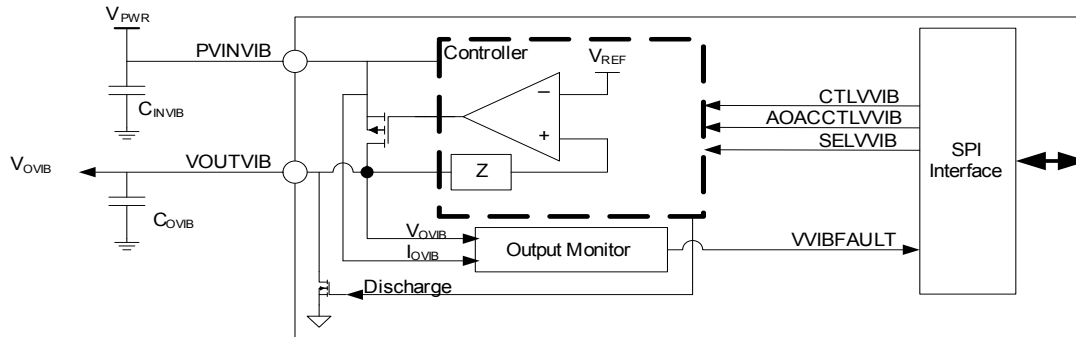 VPWR
PVINVIB
CINVIB
Controller
VREF
−
+
Z
CTLVVIB
AOACCTLVVIB
SELVVIB
SPI
Interface
VOVIB
VOUTVIB
COVIB
VOVIB
IOVIB
Output Monitor
VVIBFAULT
Discharge